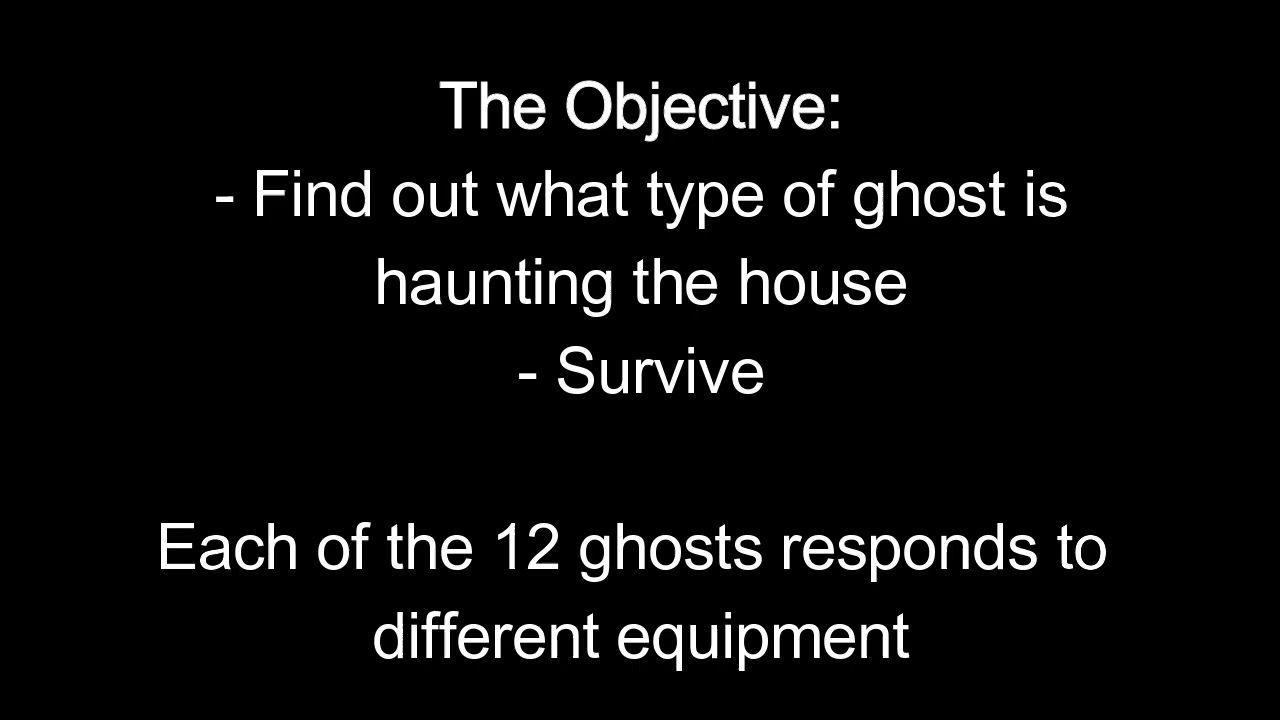 The Objective:
- Find out what type of ghost is
haunting the house
- Survive
Each of the 12 ghosts responds to
different equipment